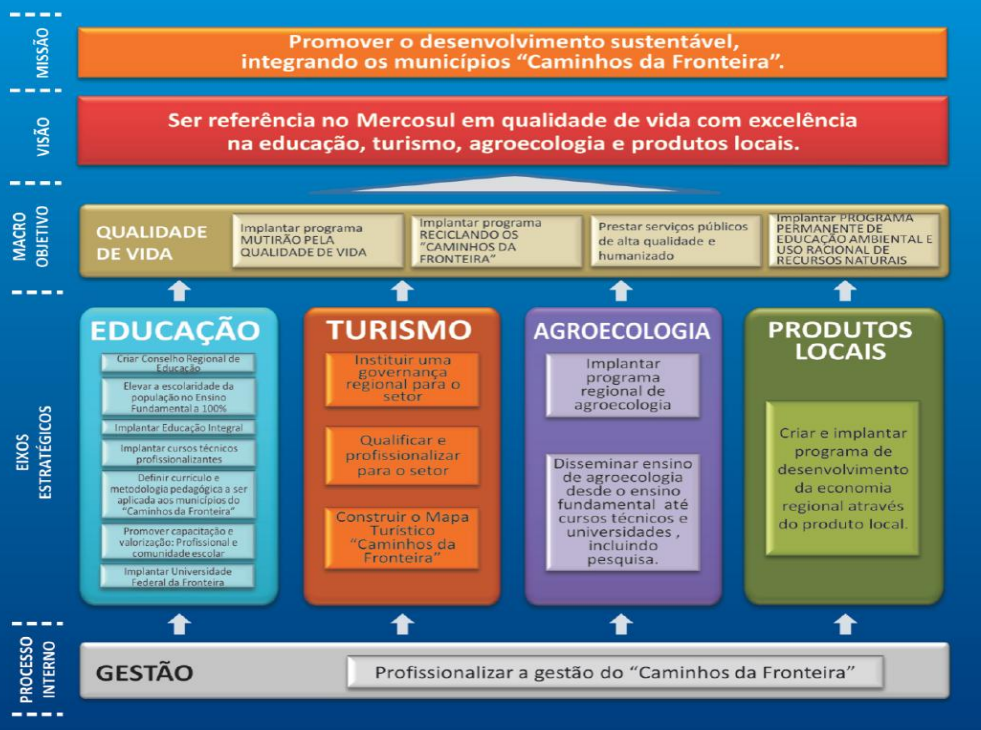 MISSÃO
Promover o desenvolvimento sustentável,
integrando os municípios “Caminhos da Fronteira”.
VISÃO
Ser referência no Mercosul em qualidade de vida com excelência
na educação, turismo, agroecologia e produtos locais.
MACRO
OBJETIVO
QUALIDADE
DE VIDA
Implantar programa
MUTIRÃO PELA
QUALIDADE DE VIDA
Implantar programa
RECICLANDO OS
“CAMINHOS DA
FRONTEIRA”
Prestar serviços públicos
de alta qualidade e
humanizado
Implantar PROGRAMA
PERMANENTE DE
EDUCAÇÃO AMBIENTAL E
USO RACIONAL DE
RECURSOS NATURAIS
EIXOS
ESTRATÉGICOS
EDUCAÇÃO
Criar Conselho Regional de
Educação
Elevar a escolaridade da
população no Ensino
Fundamental a 100%
Implantar Educação Integral
Implantar cursos técnicos
profissionalizantes
Definir currículo e
metodologia pedagógica a ser
aplicada aos municípios do
“Caminhos da Fronteira”
Promover capacitação e
valorização: Profissional e
comunidade escolar
Implantar Universidade
Federal da Fronteira
TURISMO
Instituir uma
governança
regional para o
setor
Qualificar e
profissionalizar
para o setor
Construir o Mapa
Turístico
“Caminhos da
Fronteira”
AGROECOLOGIA
Implantar
programa
regional de
agroecologia
Disseminar ensino
de agroecologia
desde o ensino
fundamental até
cursos técnicos e
universidades ,
incluindo
pesquisa.
PRODUTOS
LOCAIS
Criar e implantar
programa de
desenvolvimento
da economia
regional através
do produto local.
PROCESSO
INTERNO
GESTÃO
Profissionalizar a gestão do “Caminhos da Fronteira”